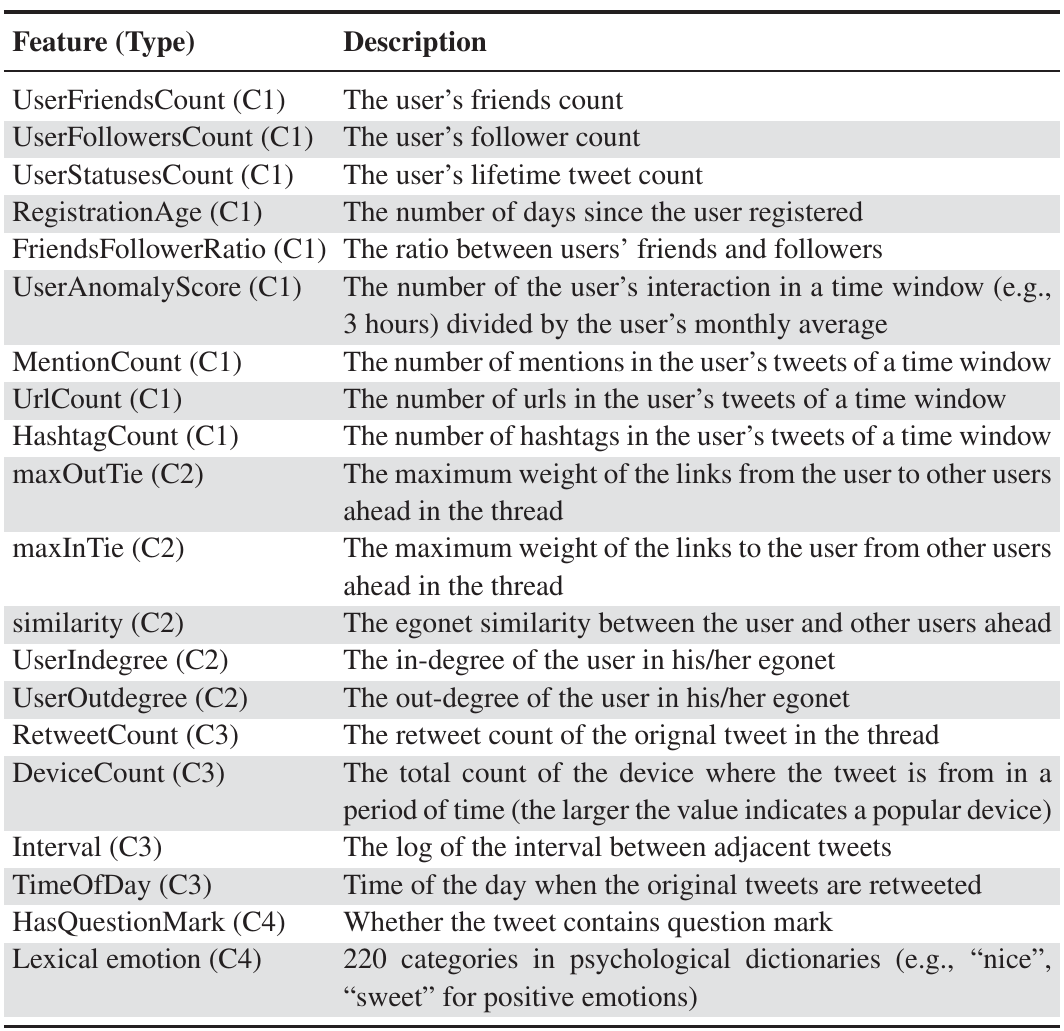 Feature (Type) Description
UserFriendsCount (C1) The user’s friends count
UserFollowersCount (C1) The user’s follower count
UserStatusesCount (C1) The user’s lifetime tweet count
RegistrationAge (C1) The number of days since the user registered
FriendsFollowerRatio (C1) The ratio between users’ friends and followers
UserAnomalyScore (C1) The number of the user’s interaction in a time window (e.g.,
3 hours) divided by the user’s monthly average
MentionCount (C1) The number of mentions in the user’s tweets of a time window
UrlCount (C1) The number of urls in the user’s tweets of a time window
HashtagCount (C1) The number of hashtags in the user’s tweets of a time window
maxOutTie (C2) The maximum weight of the links from the user to other users
ahead in the thread
maxInTie (C2) The maximum weight of the links to the user from other users
ahead in the thread
similarity (C2) The egonet similarity between the user and other users ahead
UserIndegree (C2) The in-degree of the user in his/her egonet
UserOutdegree (C2) The out-degree of the user in his/her egonet
RetweetCount (C3) The retweet count of the orignal tweet in the thread
DeviceCount (C3) The total count of the device where the tweet is from in a
period of time (the larger the value indicates a popular device)
Interval (C3) The log of the interval between adjacent tweets
TimeOfDay (C3) Time of the day when the original tweets are retweeted
HasQuestionMark (C4) Whether the tweet contains question mark
Lexical emotion (C4) 220 categories in psychological dictionaries (e.g., “nice”,
“sweet” for positive emotions)